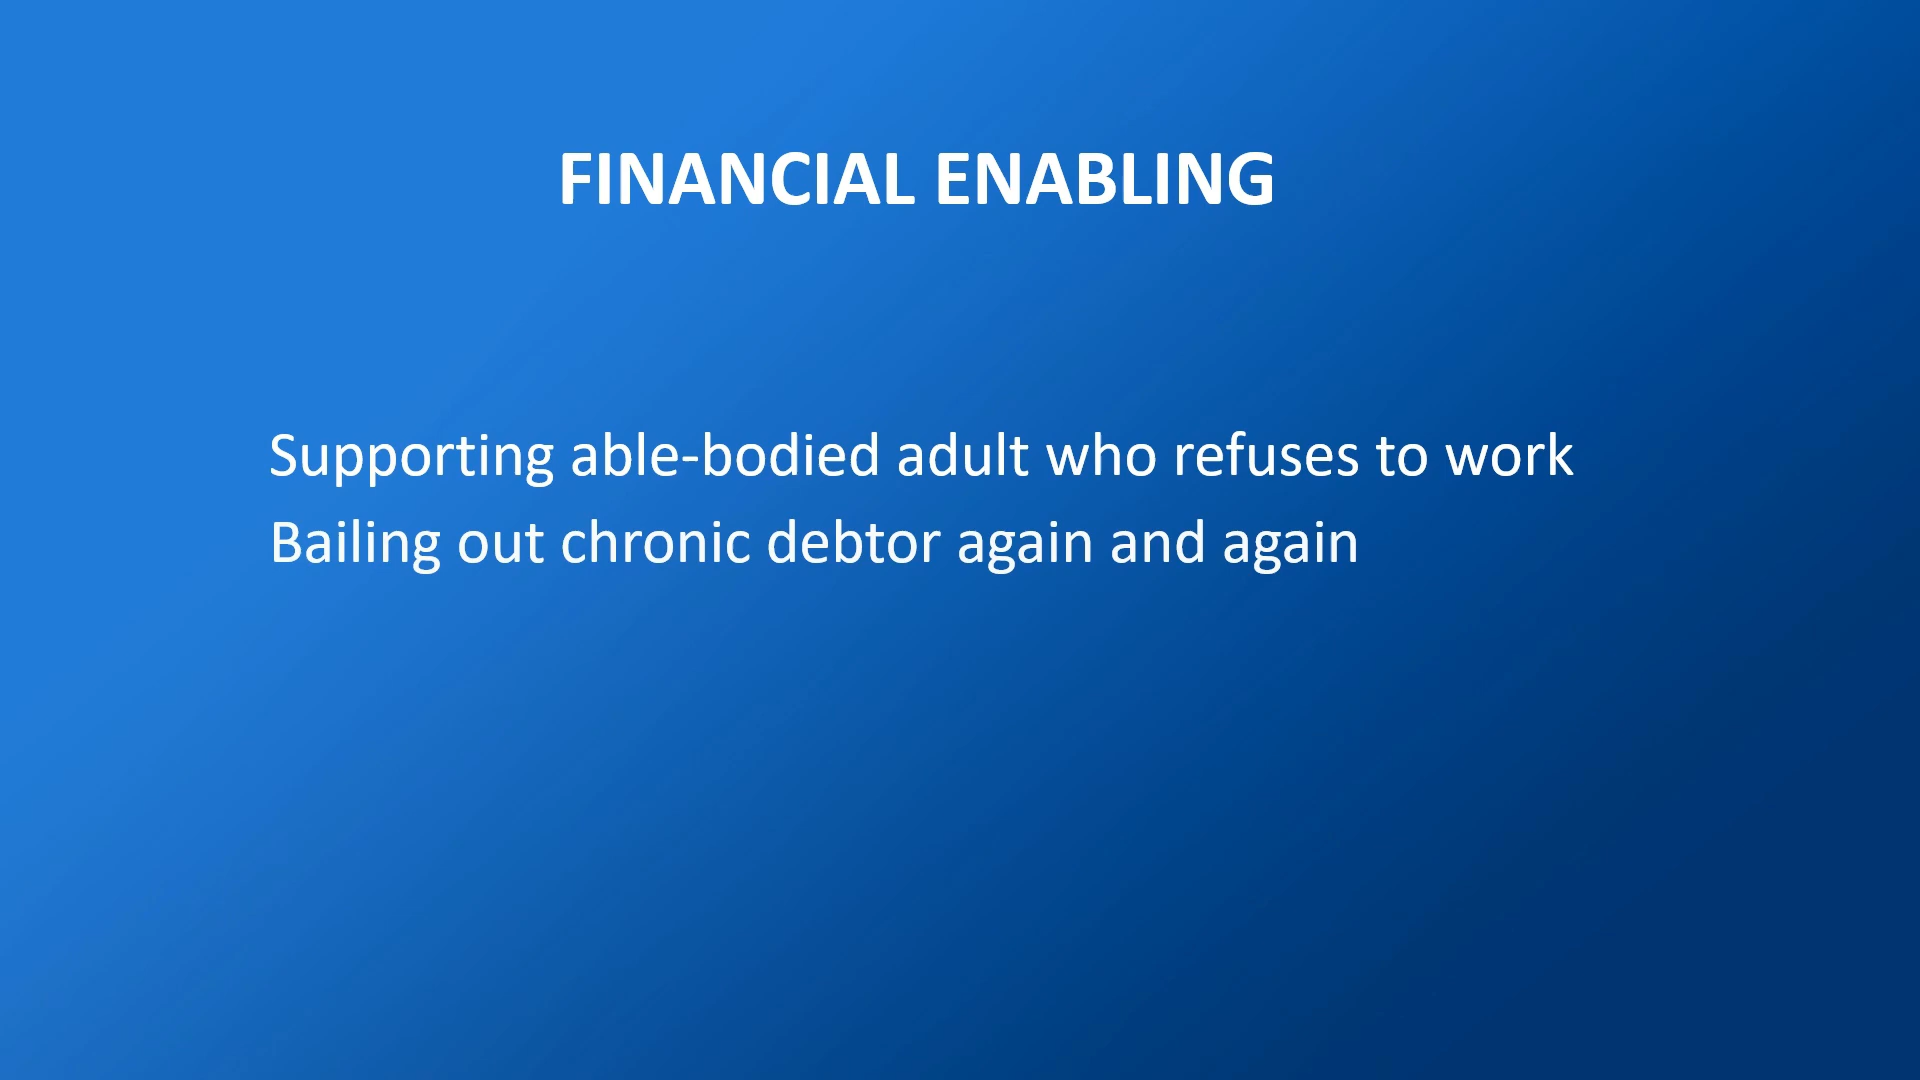 FINANCIAL ENABLING
Supporting able-bodied adult who refuses to work
Bailing out chronic debtor again and again